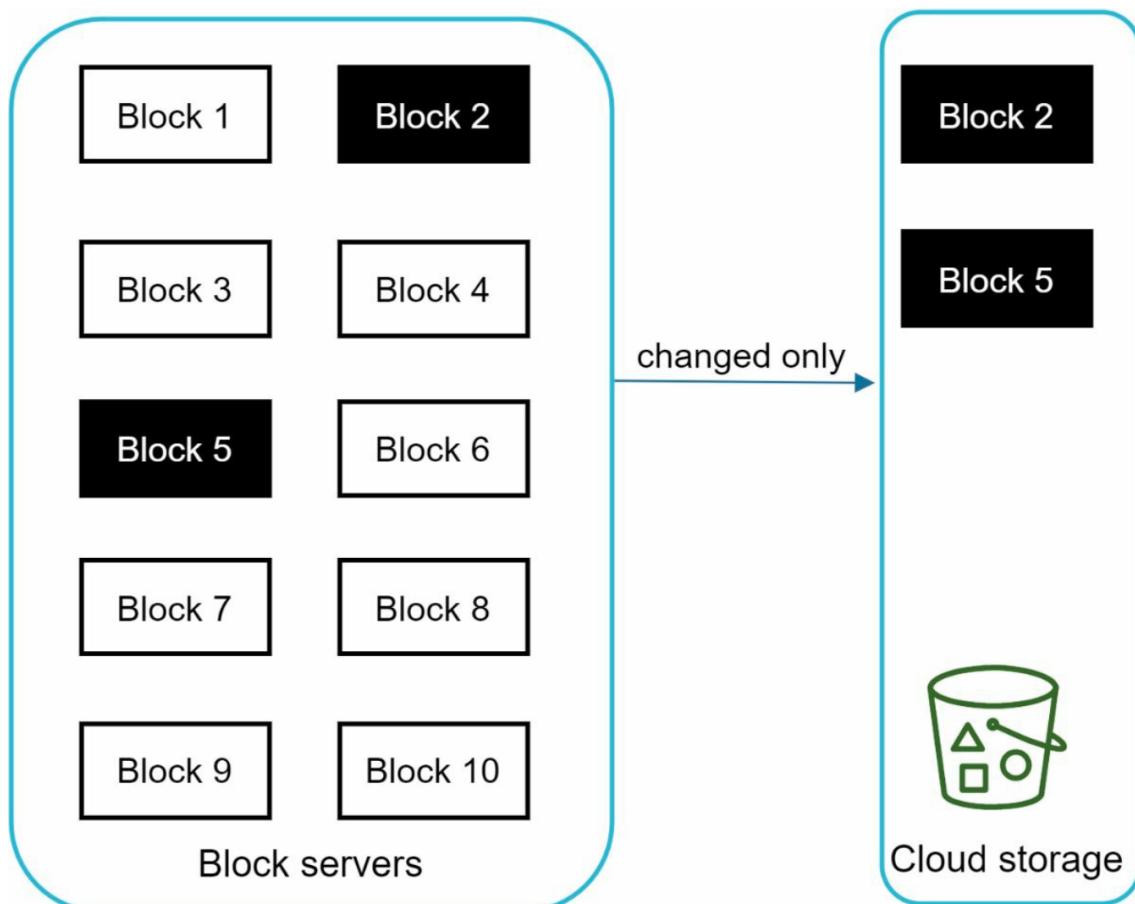 Block 1
Block 2
Block 2
Block 3
Block 4
Block 5
changed only
Block 5
Block 6
Block 7
Block 8
Block 9
Block 10
Block servers
Cloud storage